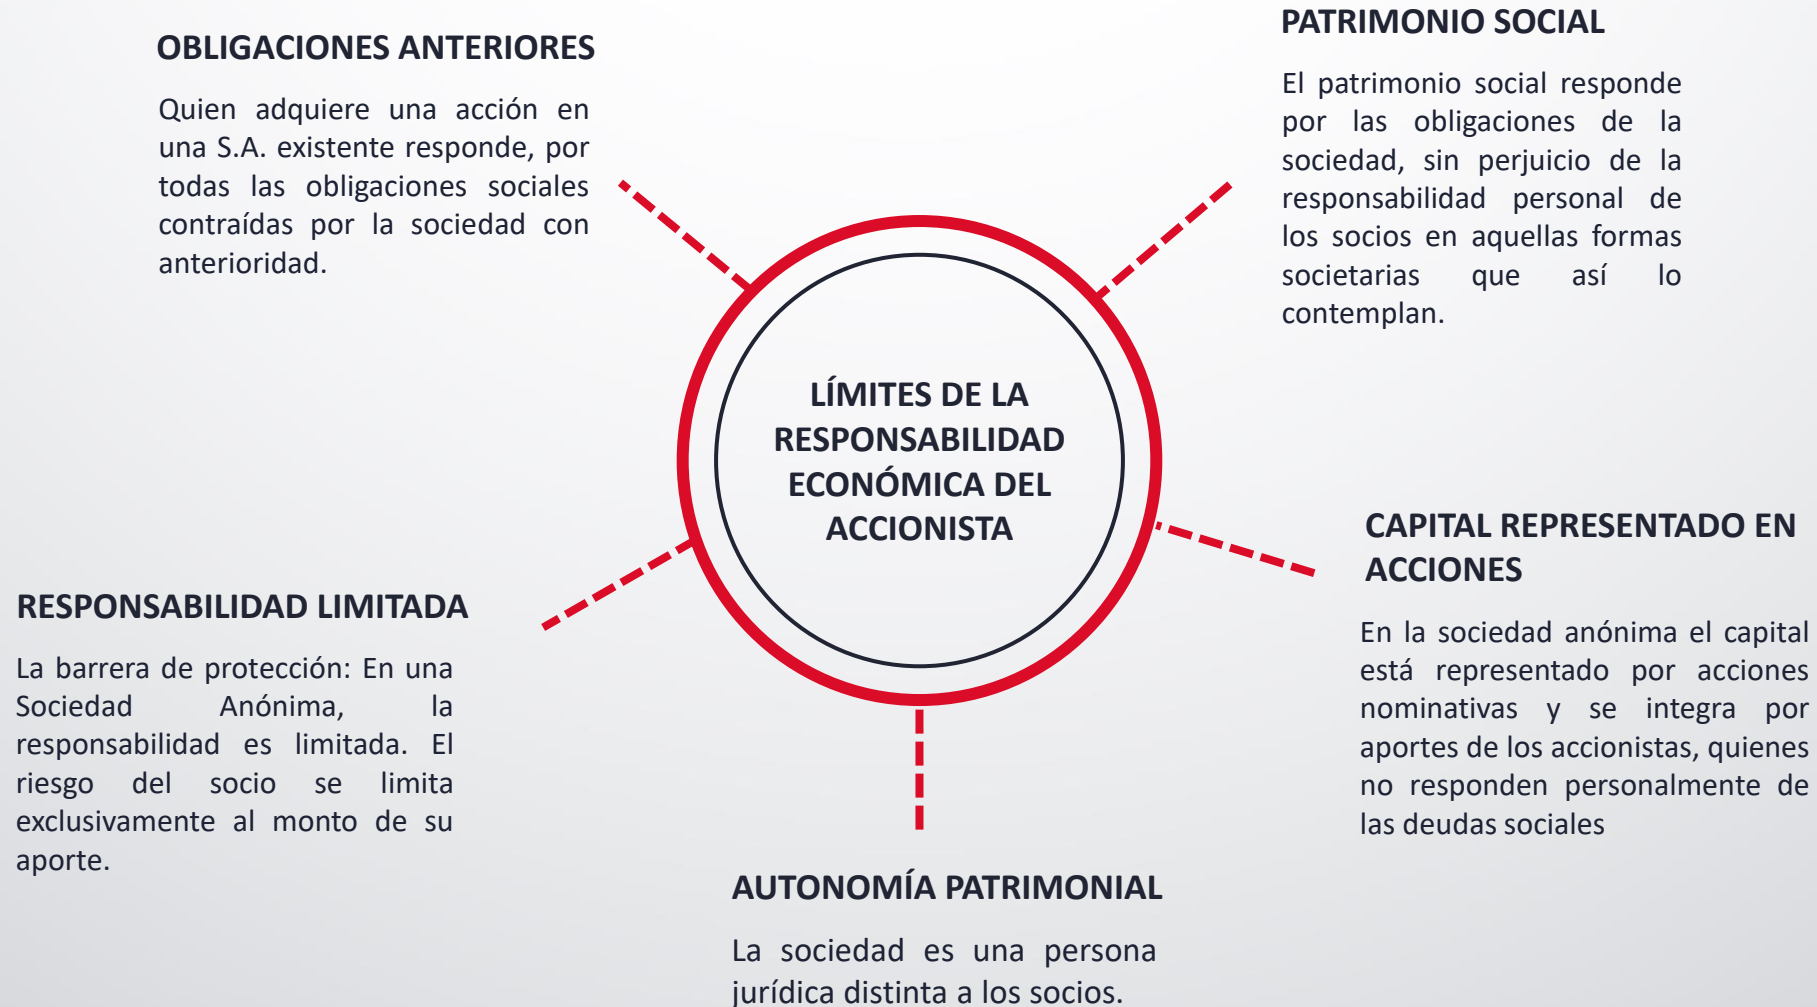 OBLIGACIONES ANTERIORES
Quien adquiere una acción en
una S.A. existente responde, por
todas las obligaciones sociales
contraídas por la sociedad con
anterioridad.
PATRIMONIO SOCIAL
El patrimonio social responde
por las obligaciones de la
sociedad, sin perjuicio de la
responsabilidad personal de
los socios en aquellas formas
societarias que así lo
contemplan.
LÍMITES DE LA
RESPONSABILIDAD
ECONÓMICA DEL
ACCIONISTA
RESPONSABILIDAD LIMITADA
La barrera de protección: En una
Sociedad Anónima, la
responsabilidad es limitada. El
riesgo del socio se limita
exclusivamente al monto de su
aporte.
CAPITAL REPRESENTADO EN
ACCIONES
En la sociedad anónima el capital
está representado por acciones
nominativas y se integra por
aportes de los accionistas, quienes
no responden personalmente de
las deudas sociales
AUTONOMÍA PATRIMONIAL
La sociedad es una persona
jurídica distinta a los socios.